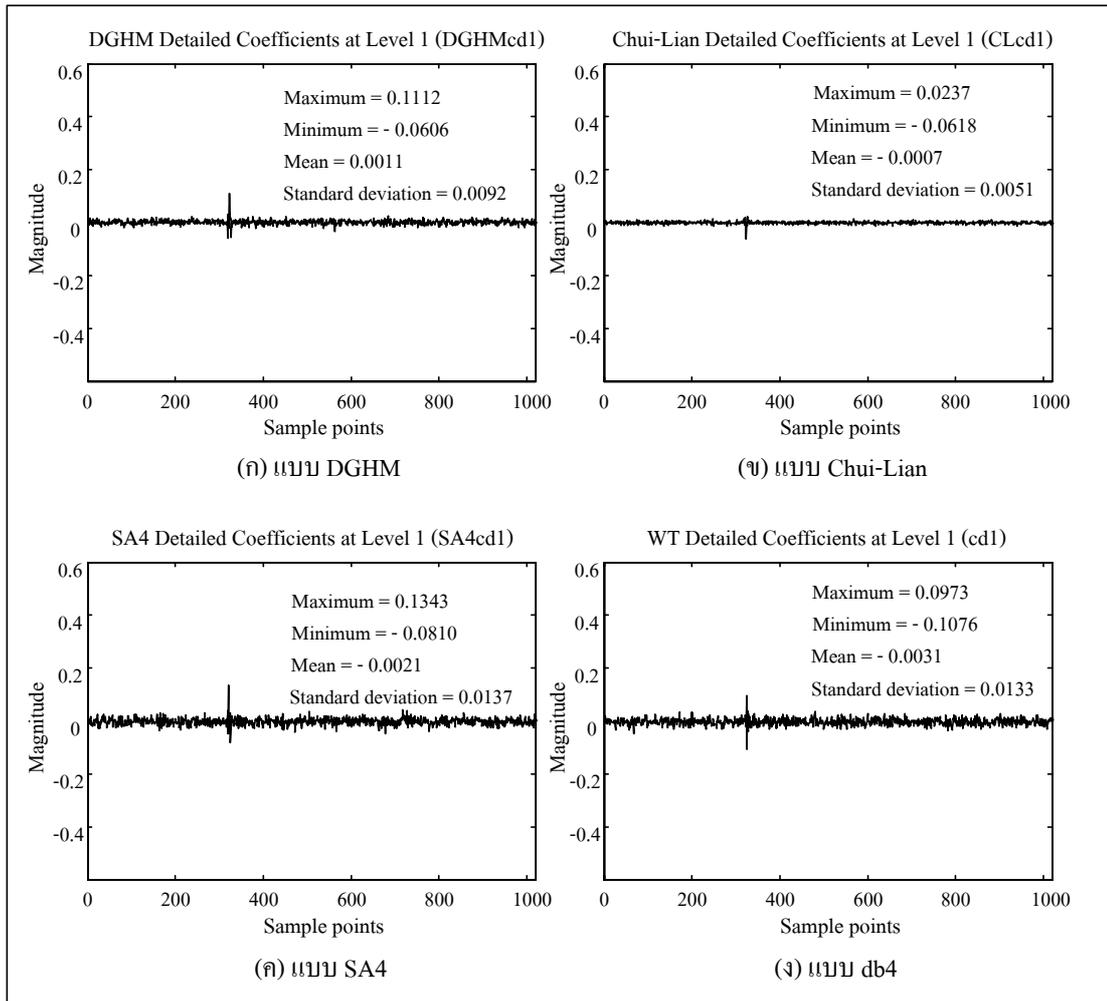 DGHM Detailed Coefficients at Level 1 (DGHMcd1)
0.6
0.4
0.2
0
-0.2
-0.4
Magnitude
Maximum = 0.1112
Minimum = - 0.0606
Mean = 0.0011
Standard deviation = 0.0092
0 200 400 600 800 1000
Sample points
(ก) แบบ DGHM
Chui-Lian Detailed Coefficients at Level 1 (CLcd1)
0.6
0.4
0.2
0
-0.2
-0.4
Magnitude
Maximum = 0.0237
Minimum = - 0.0618
Mean = - 0.0007
Standard deviation = 0.0051
0 200 400 600 800 1000
Sample points
(ข) แบบ Chui-Lian
SA4 Detailed Coefficients at Level 1 (SA4cd1)
0.6
0.4
0.2
0
-0.2
-0.4
Magnitude
Maximum = 0.1343
Minimum = - 0.0810
Mean = - 0.0021
Standard deviation = 0.0137
0 200 400 600 800 1000
Sample points
(ค) แบบ SA4
WT Detailed Coefficients at Level 1 (cd1)
0.6
0.4
0.2
0
-0.2
-0.4
Magnitude
Maximum = 0.0973
Minimum = - 0.1076
Mean = - 0.0031
Standard deviation = 0.0133
0 200 400 600 800 1000
Sample points
(ง) แบบ db4